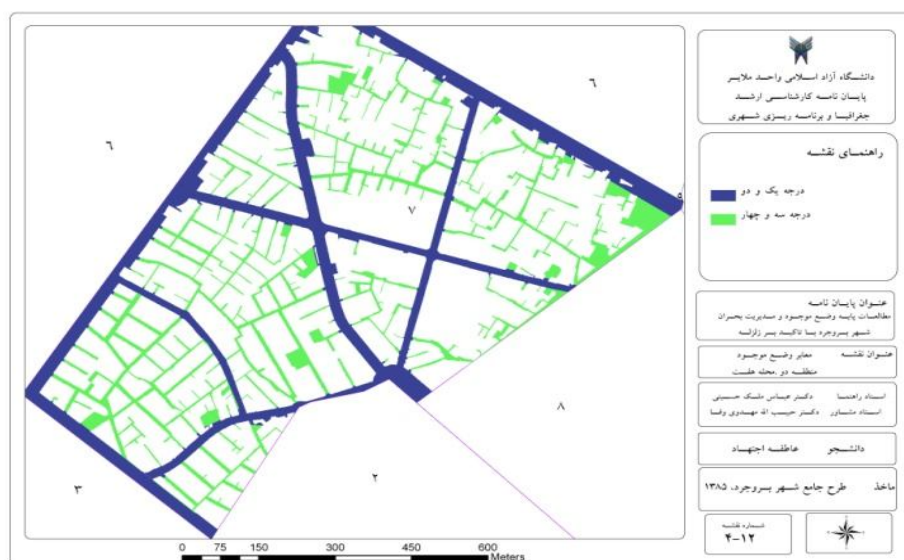 دانشگاه آزاد اسلامی واحد ملایر
پایان نامه کارشناسی ارشد
جغرافیا و برنامه ریزی شهری
راهنمای نقشه
درجه یک و دو
درجه سه و چهار
عنوان پایان نامه
مطالعات پایه وضع موجود و مدیریت بحران
شهر بروجرد با تاکید بر زلزله
عنوان نقشه معابر وضع موجود
منطقه دو ،محله هفت
استاد راهنما دکتر عباس ملک حسینی
استاد مشاور دکتر حبیب الله مهدوی وفا
دانشجو عاطفه اجتهاد
ماخذ طرح جامع شهر بروجرد، ۱۳۸۵
شماره نقشه
۴-۱۲
۶
۶
۵
۷
۸
۲
۳
0 75 150 300 450 600
Meters